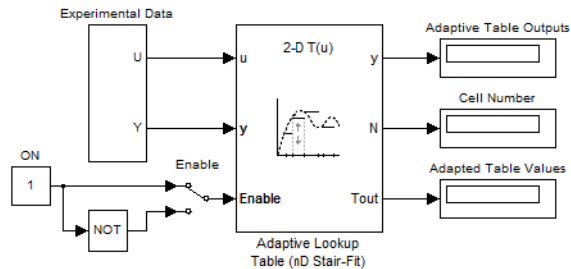 Experimental Data
U
Y
ON
1
NOT
Enable
2-D T(u)
u
y
Enable
y
N
Tout
Adaptive Lookup
Table (nD Stair-Fit)
Adaptive Table Outputs
Cell Number
Adapted Table Values